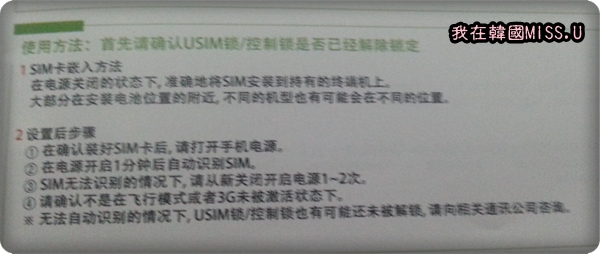 我在韓國MISS.U
使用方法：首先请确认USIM锁/控制锁是否已经解除锁定
1 SIM卡嵌入方法
在电源关闭的状态下, 准确地将SIM安装到持有的终端机上。
大部分在安装电池位置的附近, 不同的机型也有可能会在不同的位置。
2 设置后步骤
① 在确认装好SIM卡后, 请打开手机电源。
② 在电源开启1分钟后自动识别SIM。
③ SIM无法识别的情况下, 请从新关闭开启电源1~2次。
④ 请确认不是在飞行模式或者3G未被激活状态下。
※ 无法自动识别的情况下, USIM锁/控制锁也有可能还未被解锁, 请向相关通讯公司咨询。